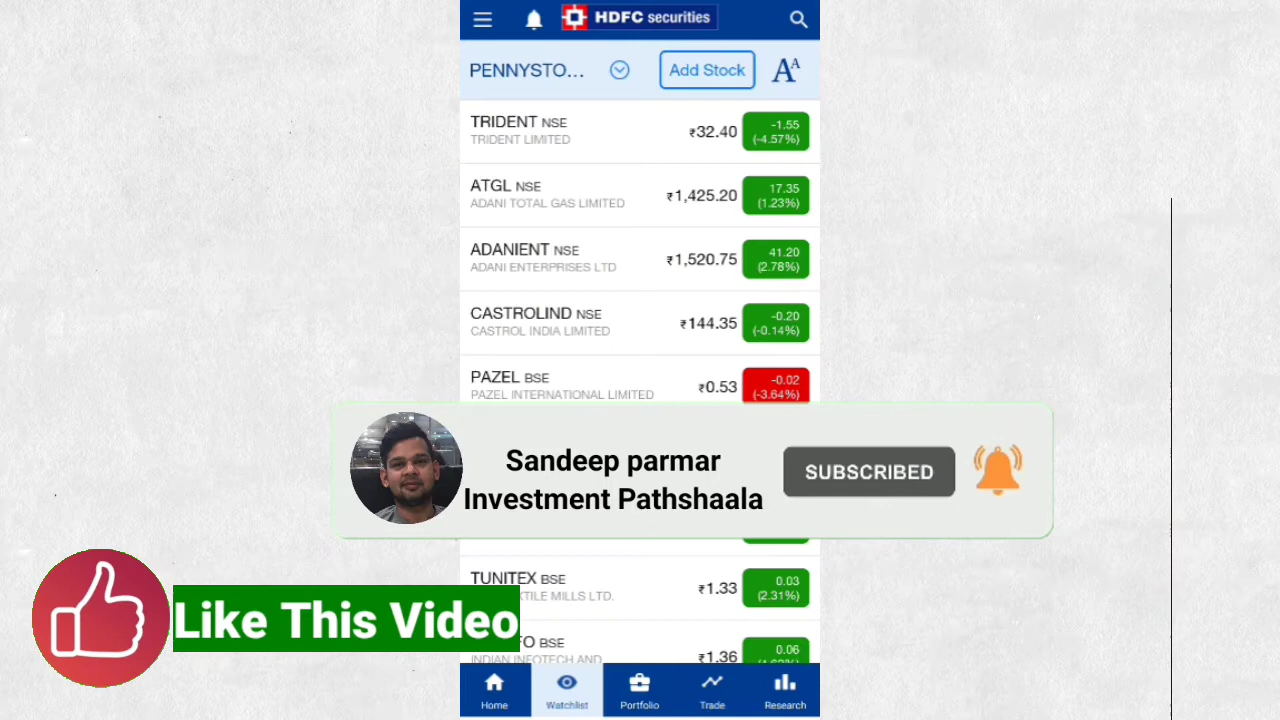 HDFC securities
PENNYSTO...
Add Stock
AA
TRIDENT NSE
TRIDENT LIMITED
₹32.40
-1.55
(-4.57%)
ATGL NSE
ADANI TOTAL GAS LIMITED
₹1,425.20
17.35
(1.23%)
ADANIENT NSE
ADANI ENTERPRISES LTD
₹1,520.75
41.20
(2.78%)
CASTROLIND NSE
CASTROL INDIA LIMITED
₹144.35
-0.20
(-0.14%)
PAZEL BSE
PAZEL INTERNATIONAL LIMITED
₹0.53
-0.02
(-3.64%)
Sandeep parmar
Investment Pathshaala
SUBSCRIBED
TUNITEX BSE
XTILE MILLS LTD.
₹1.33
0.03
(2.31%)
Like This Video
FO BSE
INDIAN INFOTECH AND
₹1.36
0.06
Home
Watchlist
Portfolio
Trade
Research